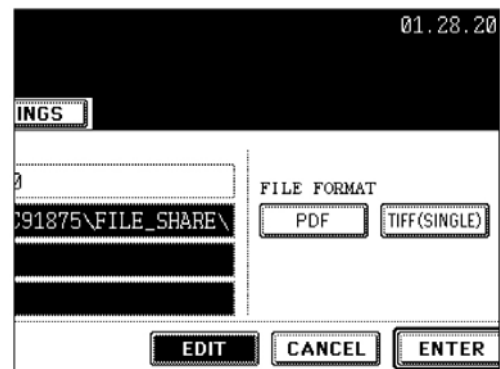 01.28.20
INGS
0
C91875\FILE_SHARE\
FILE FORMAT
PDF
TIFF(SINGLE)
EDIT
CANCEL
ENTER